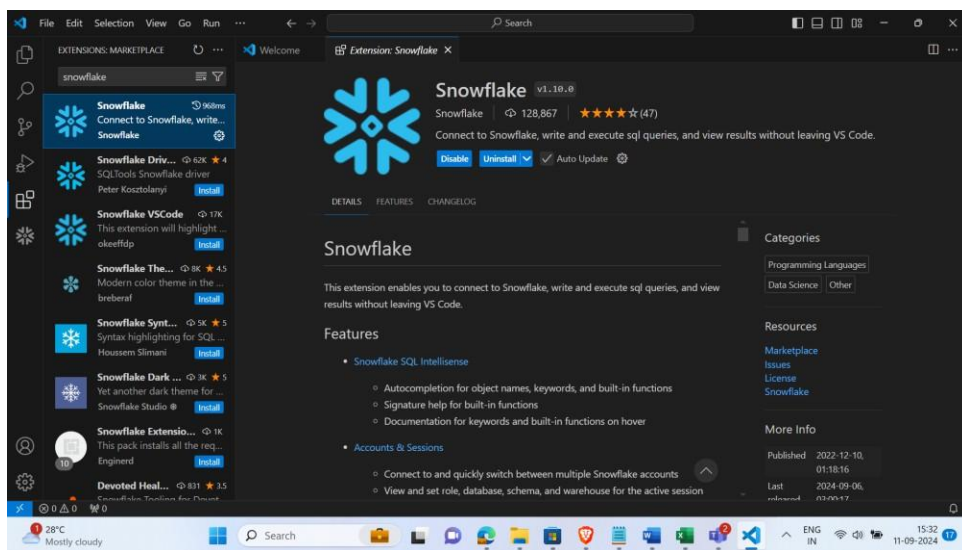 File Edit Selection View Go Run ··· Search
EXTENSIONS: MARKETPLACE
snowflake
Snowflake 968ms
Connect to Snowflake, write...
Snowflake
Snowflake Driv... 62K ★ 4
SQLTools Snowflake driver
Peter Kosztolanyi Install
Snowflake VSCode 17K
This extension will highlight ...
okeeffdp Install
Snowflake The... 8K ★ 4.5
Modern color theme in the ...
breberaf Install
Snowflake Synt... 5K ★ 5
Syntax highlighting for SQL ...
Houssem Slimani Install
Snowflake Dark ... 3K ★ 5
Yet another dark theme for ...
Snowflake Studio ❄ Install
Snowflake Extensio... 1K
This pack installs all the req...
10 Enginerd Install
Devoted Heal... 831 ★ 3.5
Snowflake Tooling for Devot
Welcome Extension: Snowflake
Snowflake v1.10.0
Snowflake 128,867 ★★★★☆ (47)
Connect to Snowflake, write and execute sql queries, and view results without leaving VS Code.
Disable Uninstall Auto Update
DETAILS FEATURES CHANGELOG
Snowflake
This extension enables you to connect to Snowflake, write and execute sql queries, and view
results without leaving VS Code.
Features
• Snowflake SQL Intellisense
◦ Autocompletion for object names, keywords, and built-in functions
◦ Signature help for built-in functions
◦ Documentation for keywords and built-in functions on hover
• Accounts & Sessions
◦ Connect to and quickly switch between multiple Snowflake accounts
◦ View and set role, database, schema, and warehouse for the active session
Categories
Programming Languages
Data Science Other
Resources
Marketplace
Issues
License
Snowflake
More Info
Published 2022-12-10,
01:18:16
Last 2024-09-06,
released 03:00:17
0 0 0
1 28°C
Mostly cloudy
Search
2
ENG
IN
15:32
11-09-2024
17